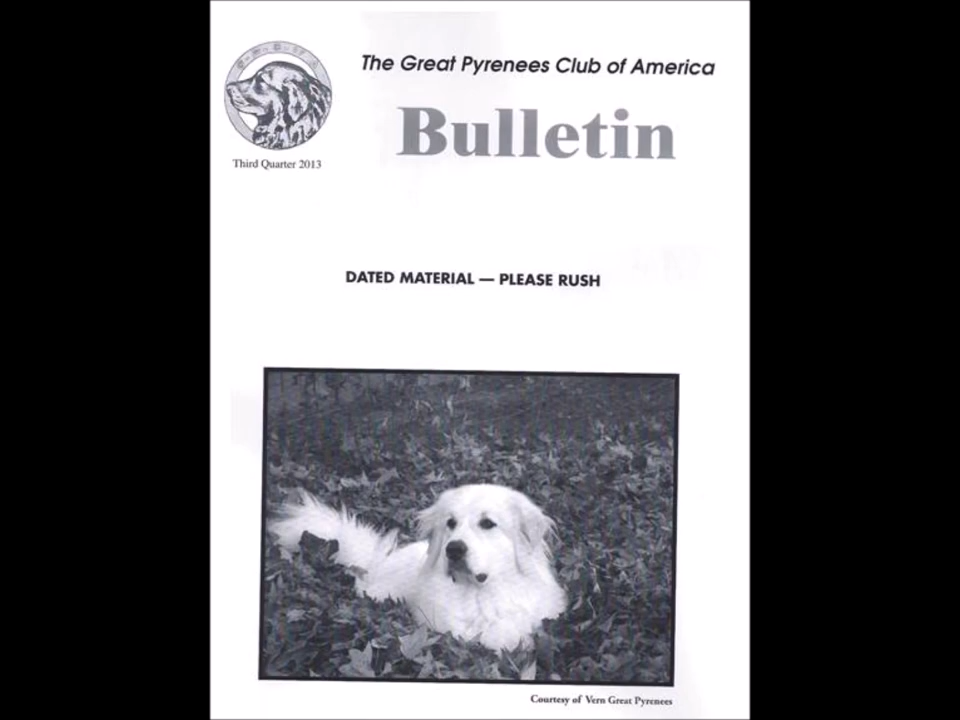 The Great Pyrenees Club of America
Bulletin
Third Quarter 2013
DATED MATERIAL — PLEASE RUSH
Courtesy of Vern Great Pyrenees